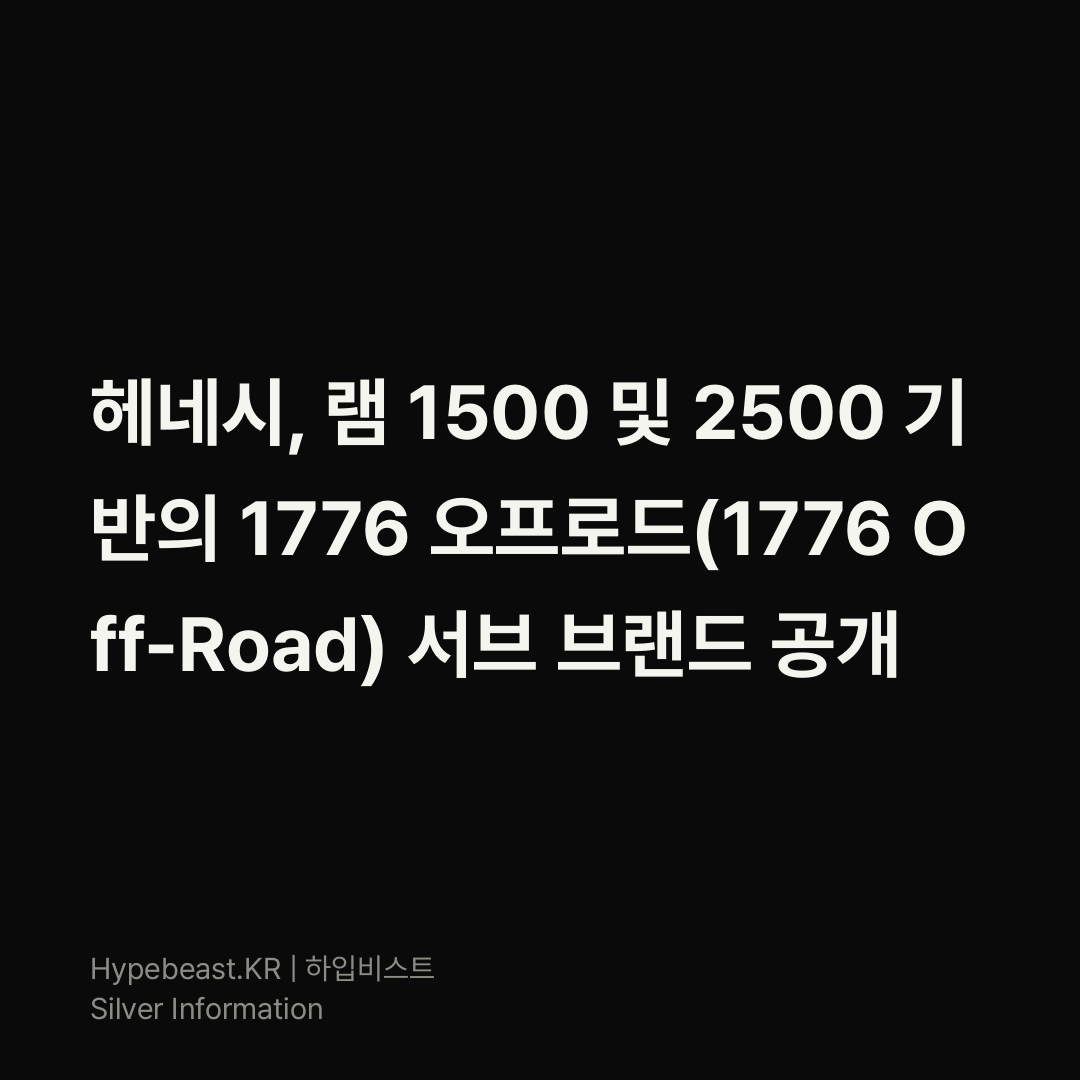 헤네시, 램 1500 및 2500 기
반의 1776 오프로드(1776 O
ff-Road) 서브 브랜드 공개
Hypebeast.KR | 하입비스트
Silver Information